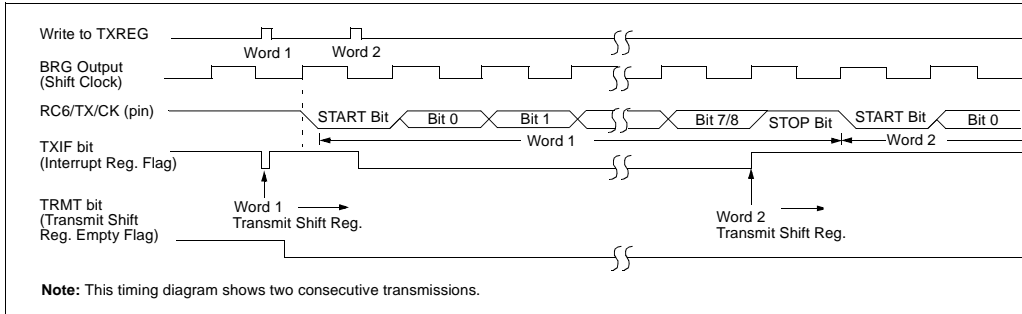 Write to TXREG
Word 1
Word 2
BRG Output
(Shift Clock)
RC6/TX/CK (pin)
START Bit
Bit 0
Bit 1
Bit 7/8
STOP Bit
START Bit
Bit 0
Word 1
Word 2
TXIF bit
(Interrupt Reg. Flag)
Word 1
Transmit Shift Reg.
Word 2
Transmit Shift Reg.
TRMT bit
(Transmit Shift
Reg. Empty Flag)
Note: This timing diagram shows two consecutive transmissions.